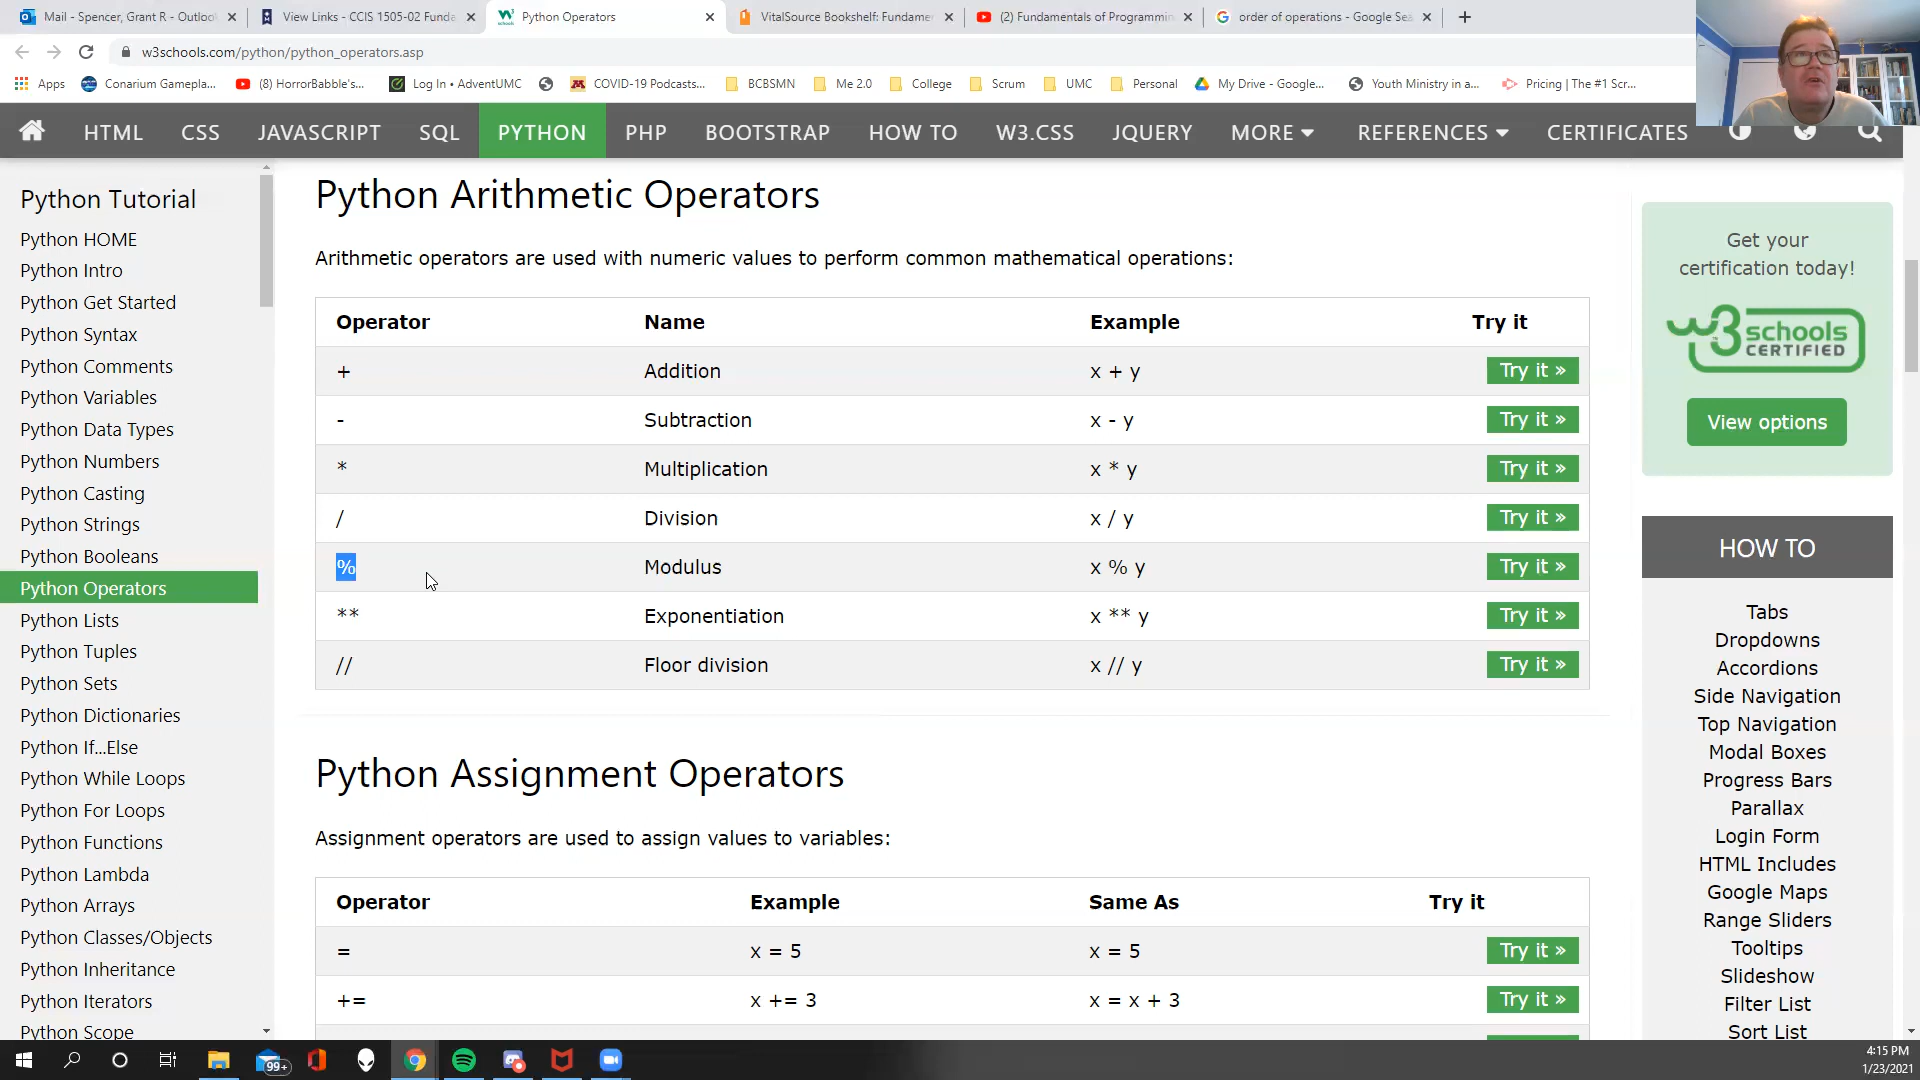 Mail - Spencer, Grant R - Outloo
View Links - CCIS 1505-02 Funda
Python Operators
VitalSource Bookshelf: Fundamer
(2) Fundamentals of Programmin
order of operations - Google Sea
w3schools.com/python/python_operators.asp
Apps
Conarium Gamepla...
(8) HorrorBabble's...
Log In • AdventUMC
COVID-19 Podcasts...
BCBSMN
Me 2.0
College
Scrum
UMC
Personal
My Drive - Google...
Youth Ministry in a...
Pricing | The #1 Scr...
HTML
CSS
JAVASCRIPT
SQL
PYTHON
PHP
BOOTSTRAP
HOW TO
W3.CSS
JQUERY
MORE
REFERENCES
CERTIFICATES
Python Tutorial
Python HOME
Python Intro
Python Get Started
Python Syntax
Python Comments
Python Variables
Python Data Types
Python Numbers
Python Casting
Python Strings
Python Booleans
Python Operators
Python Lists
Python Tuples
Python Sets
Python Dictionaries
Python If...Else
Python While Loops
Python For Loops
Python Functions
Python Lambda
Python Arrays
Python Classes/Objects
Python Inheritance
Python Iterators
Python Scope
Python Arithmetic Operators
Arithmetic operators are used with numeric values to perform common mathematical operations:
Operator Name Example Try it
+ Addition x + y Try it »
- Subtraction x - y Try it »
* Multiplication x * y Try it »
/ Division x / y Try it »
% Modulus x % y Try it »
** Exponentiation x ** y Try it »
// Floor division x // y Try it »
Python Assignment Operators
Assignment operators are used to assign values to variables:
Operator Example Same As Try it
= x = 5 x = 5 Try it »
+= x += 3 x = x + 3 Try it »
Get your
certification today!
w3schools
CERTIFIED
View options
HOW TO
Tabs
Dropdowns
Accordions
Side Navigation
Top Navigation
Modal Boxes
Progress Bars
Parallax
Login Form
HTML Includes
Google Maps
Range Sliders
Tooltips
Slideshow
Filter List
Sort List
99+
4:15 PM
1/23/2021